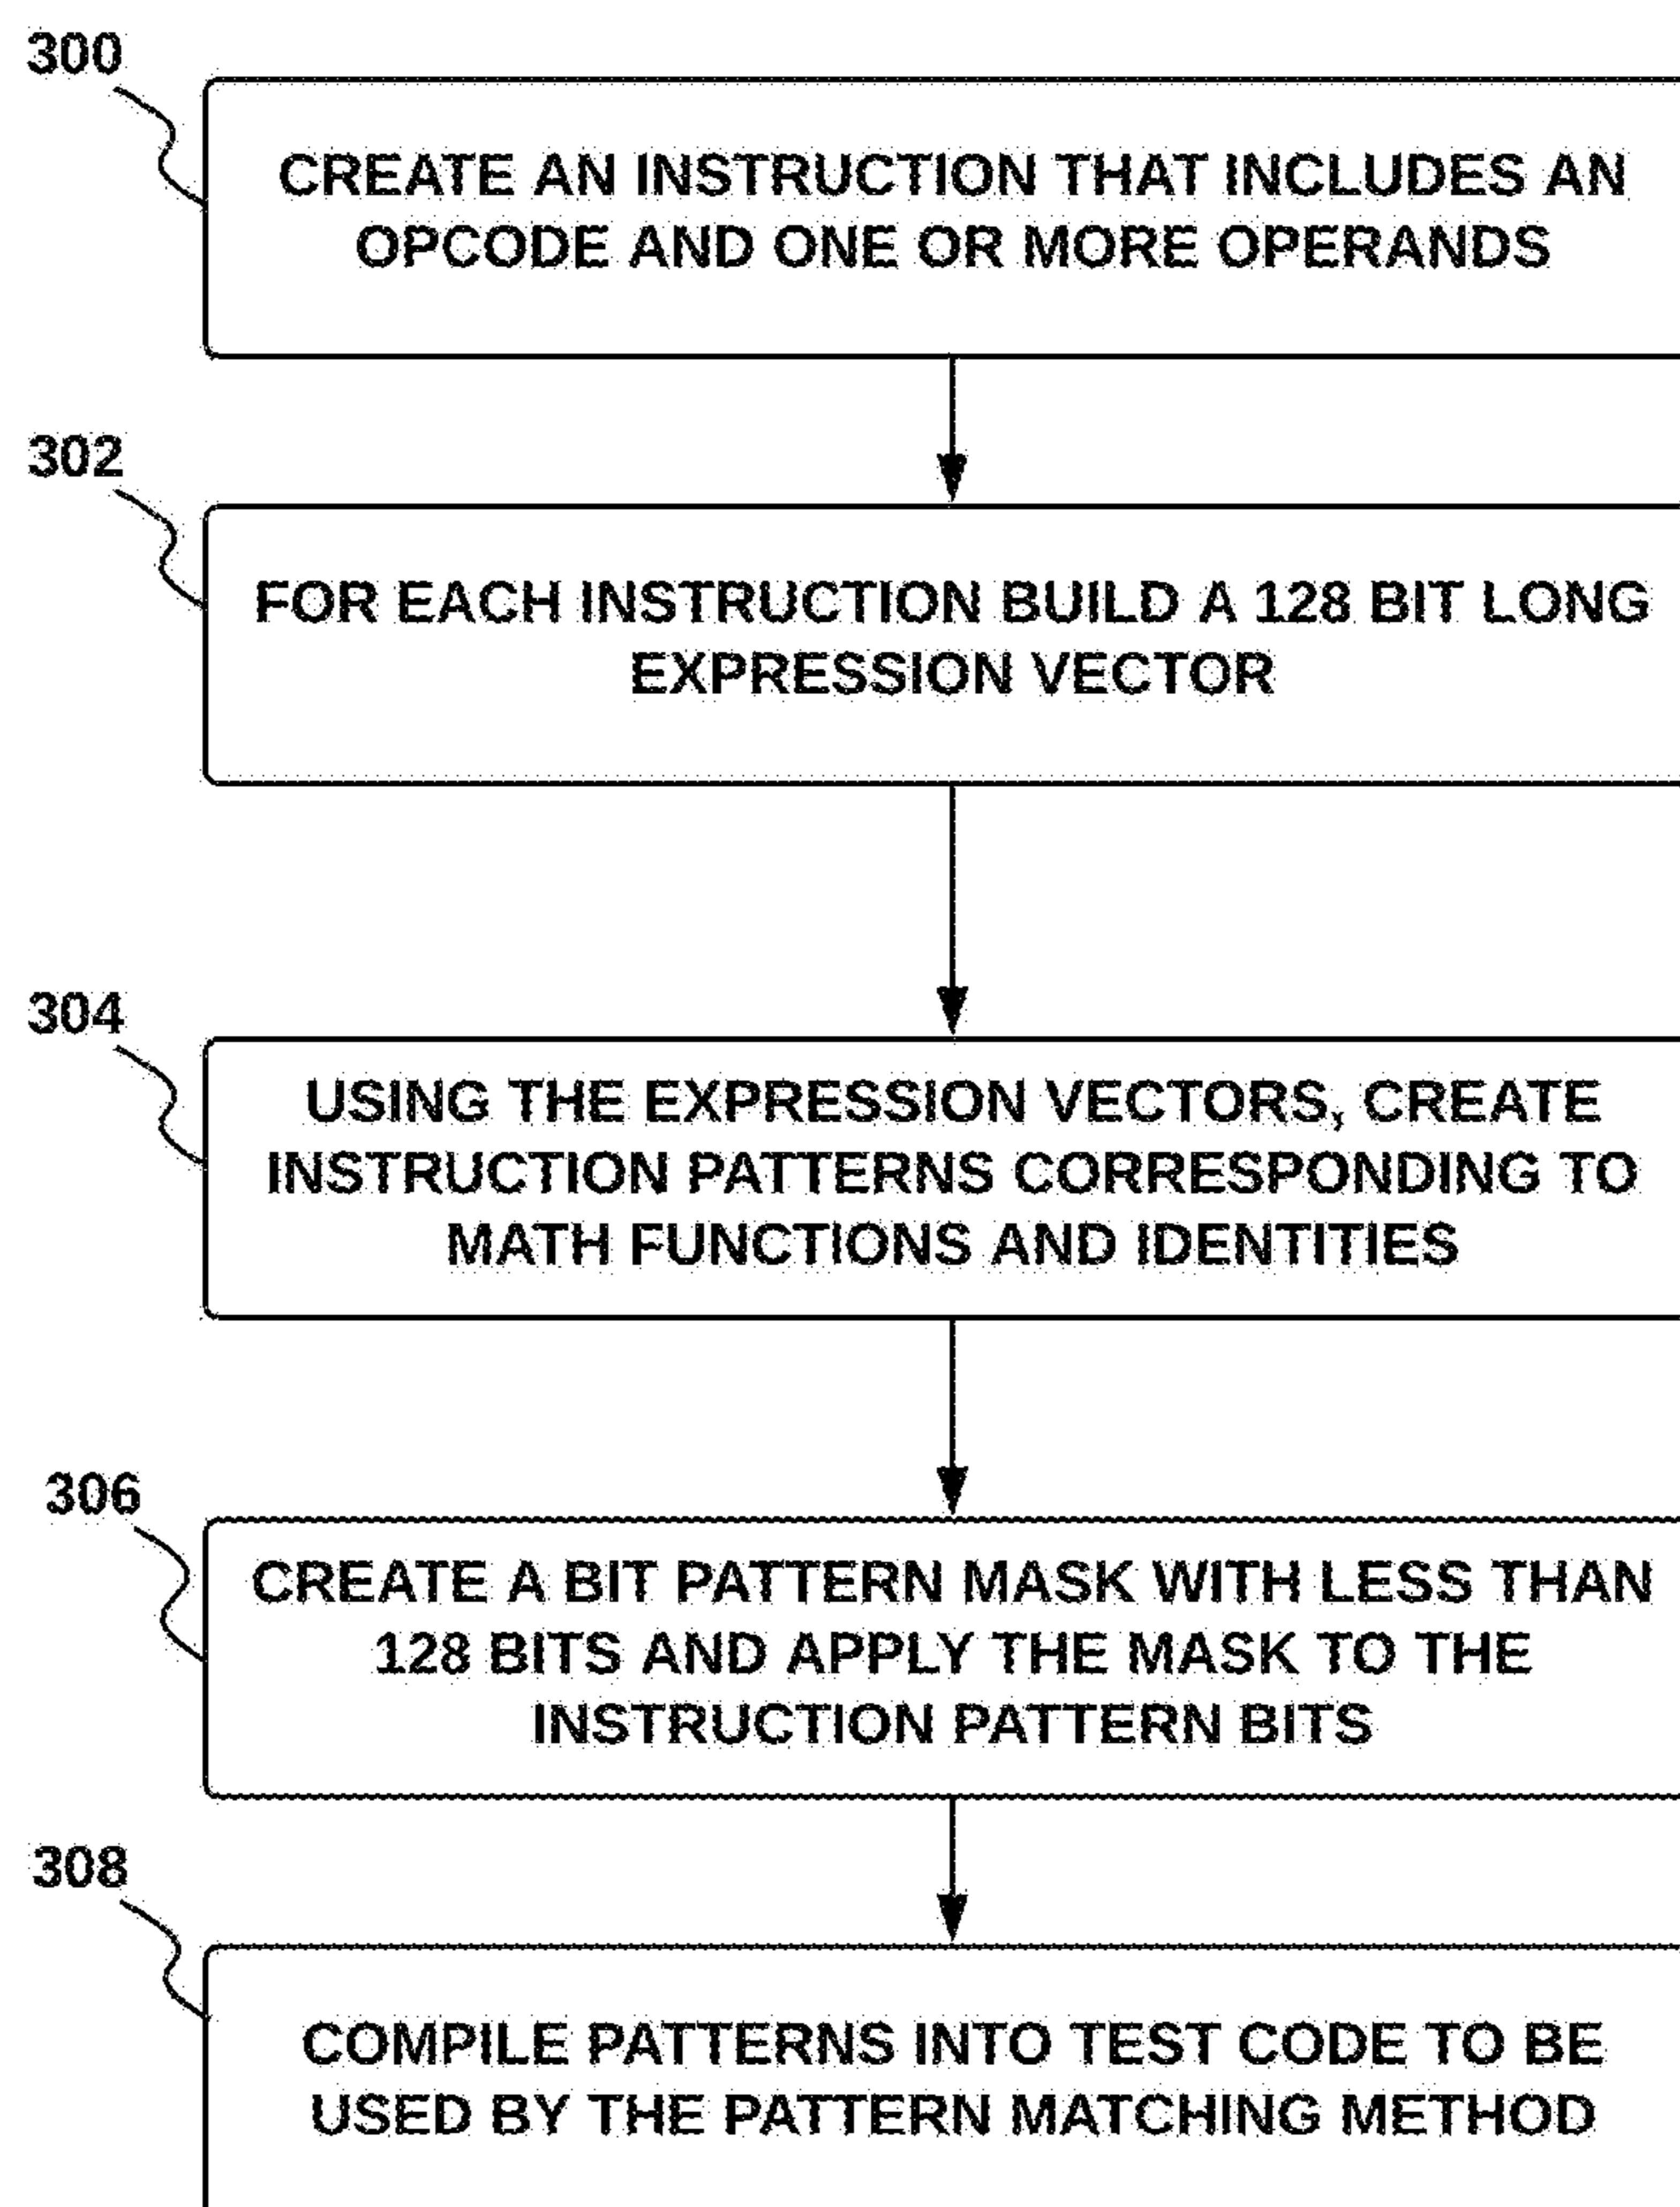 300
CREATE AN INSTRUCTION THAT INCLUDES AN
OPCODE AND ONE OR MORE OPERANDS
302
FOR EACH INSTRUCTION BUILD A 128 BIT LONG
EXPRESSION VECTOR
304
USING THE EXPRESSION VECTORS, CREATE
INSTRUCTION PATTERNS CORRESPONDING TO
MATH FUNCTIONS AND IDENTITIES
306
CREATE A BIT PATTERN MASK WITH LESS THAN
128 BITS AND APPLY THE MASK TO THE
INSTRUCTION PATTERN BITS
308
COMPILE PATTERNS INTO TEST CODE TO BE
USED BY THE PATTERN MATCHING METHOD